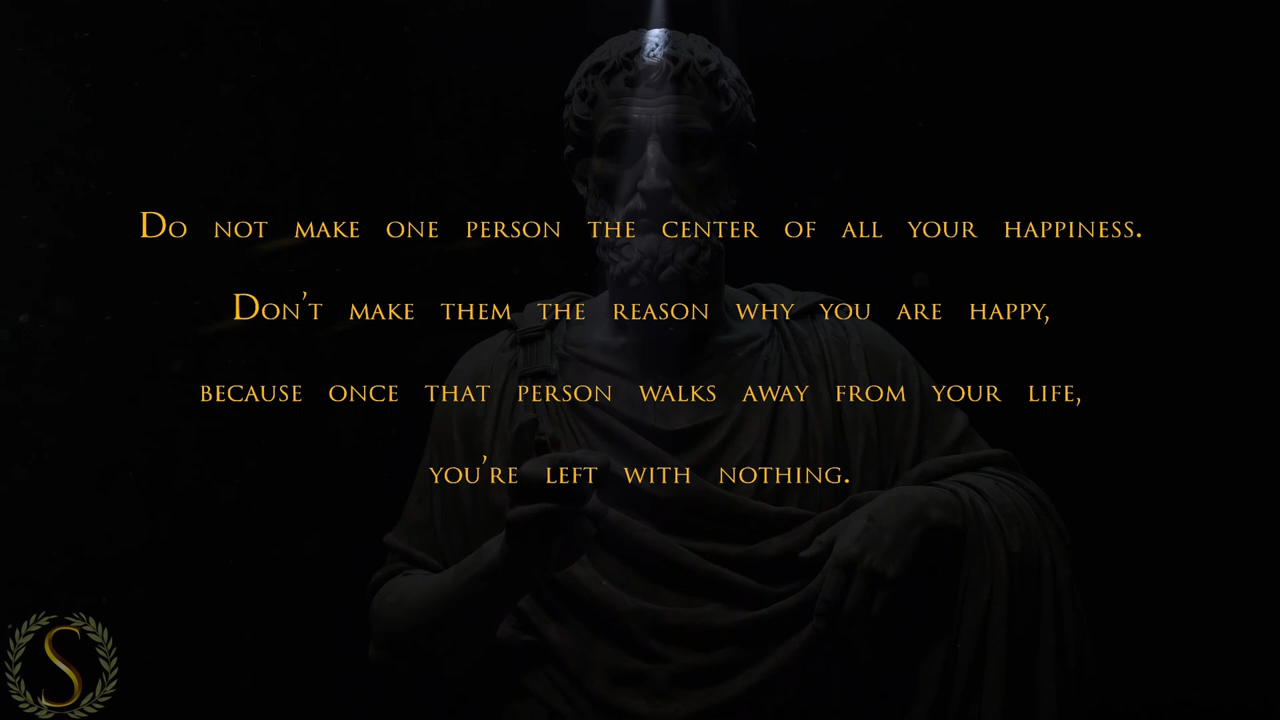 Do not make one person the center of all your happiness.
Don't make them the reason why you are happy,
because once that person walks away from your life,
you're left with nothing.
S